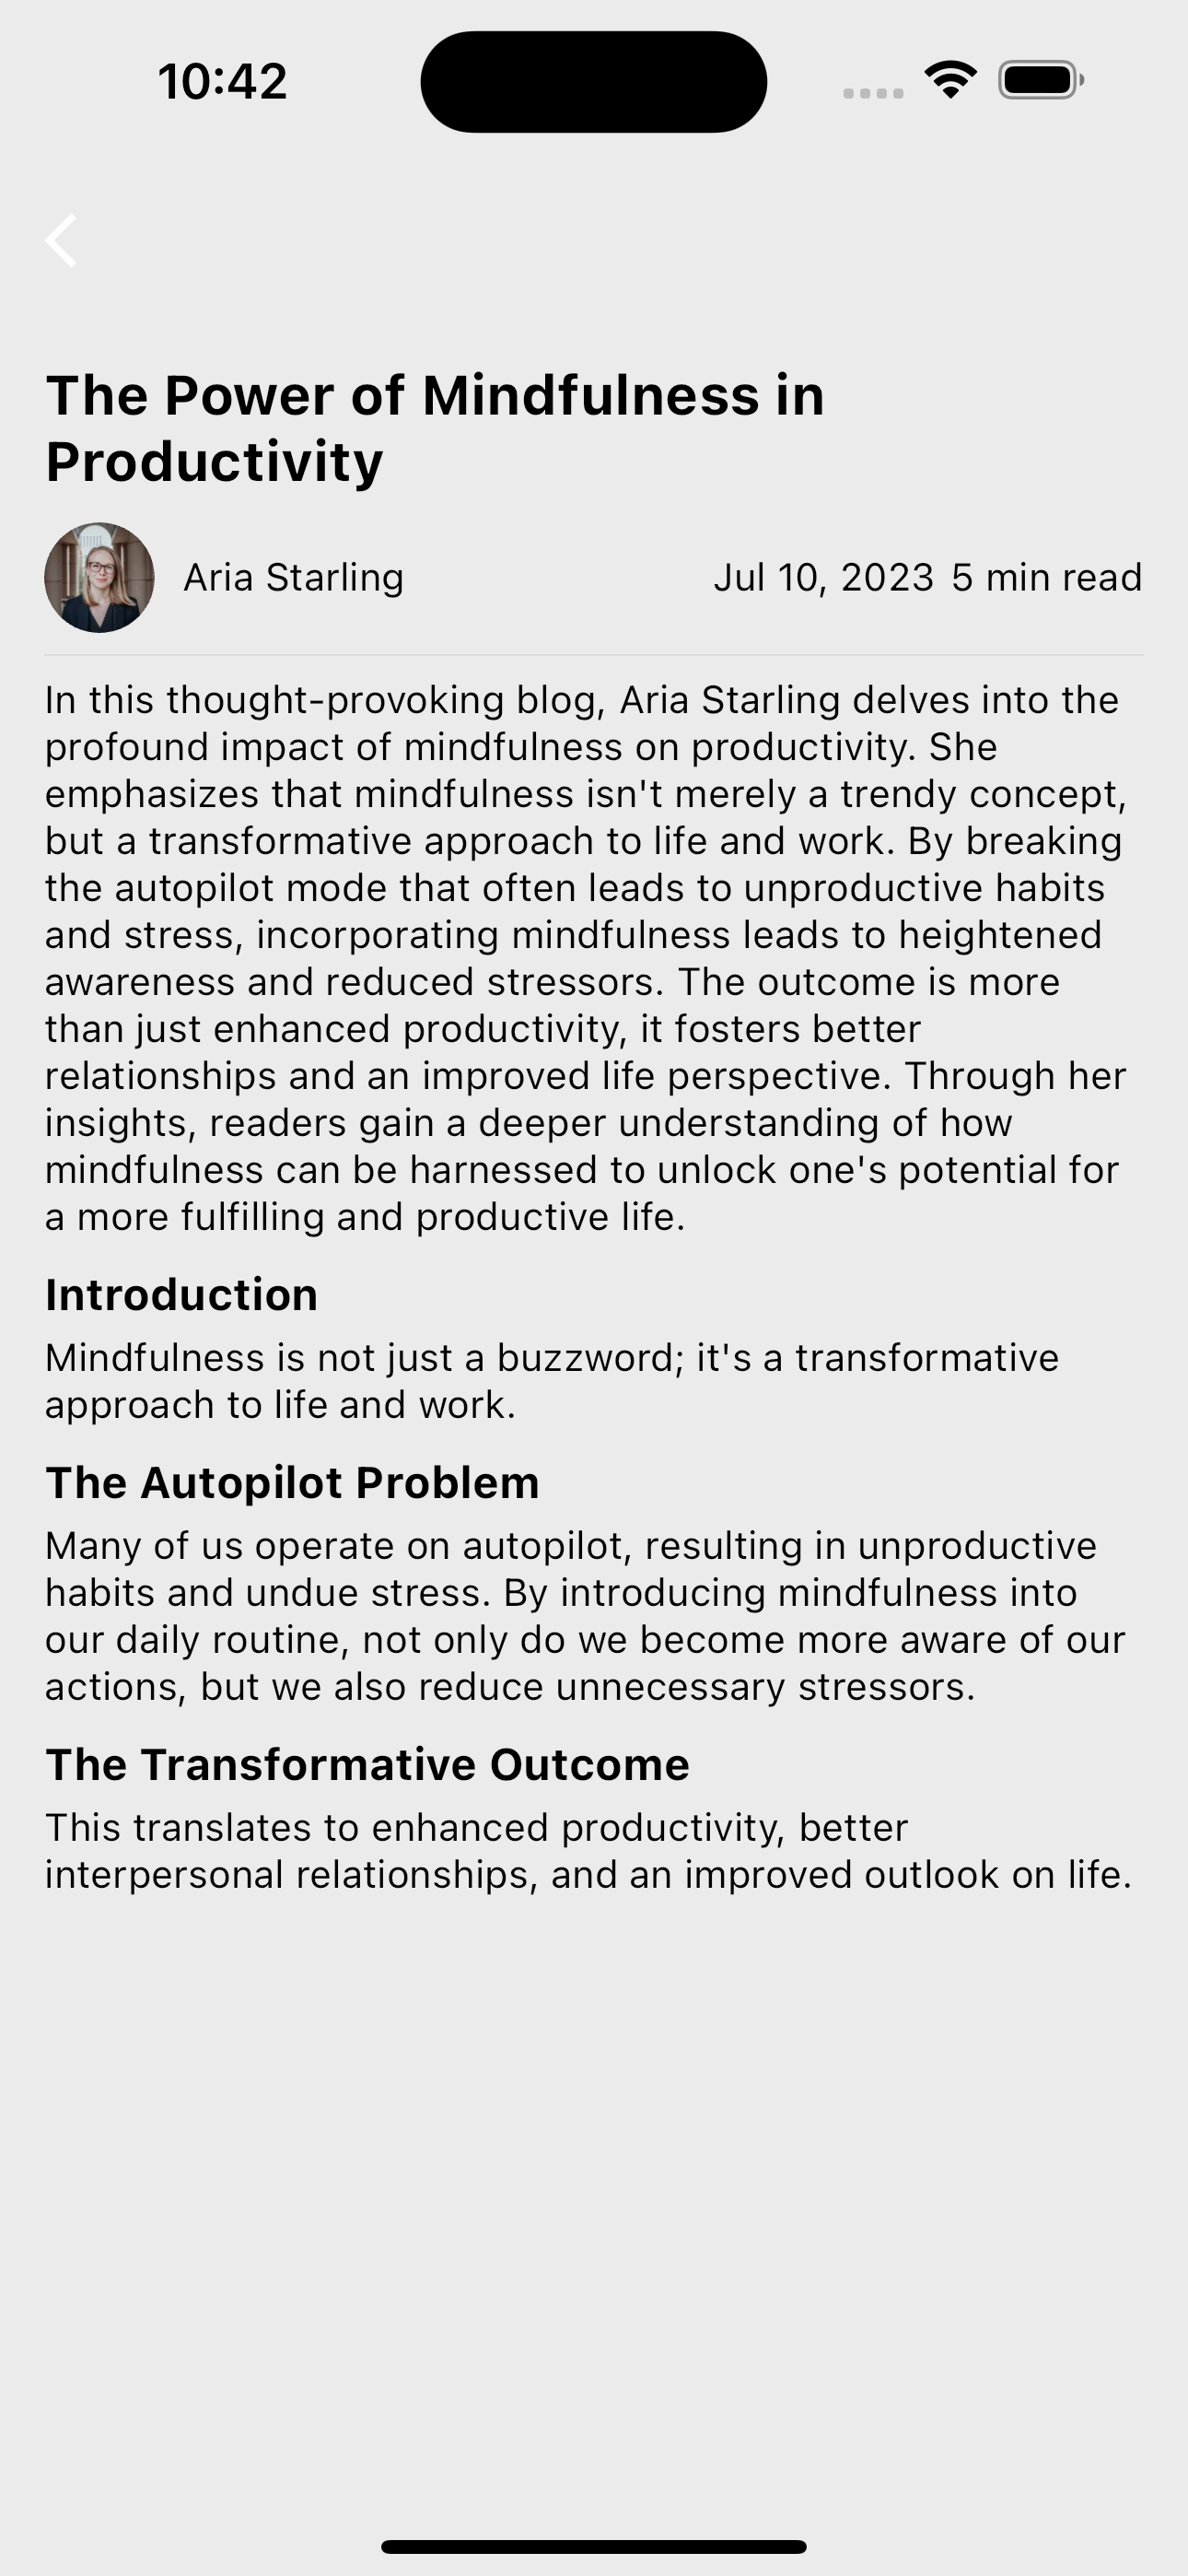 10:42
The Power of Mindfulness in
Productivity
Aria Starling
Jul 10, 2023 5 min read
In this thought-provoking blog, Aria Starling delves into the
profound impact of mindfulness on productivity. She
emphasizes that mindfulness isn't merely a trendy concept,
but a transformative approach to life and work. By breaking
the autopilot mode that often leads to unproductive habits
and stress, incorporating mindfulness leads to heightened
awareness and reduced stressors. The outcome is more
than just enhanced productivity, it fosters better
relationships and an improved life perspective. Through her
insights, readers gain a deeper understanding of how
mindfulness can be harnessed to unlock one's potential for
a more fulfilling and productive life.
Introduction
Mindfulness is not just a buzzword; it's a transformative
approach to life and work.
The Autopilot Problem
Many of us operate on autopilot, resulting in unproductive
habits and undue stress. By introducing mindfulness into
our daily routine, not only do we become more aware of our
actions, but we also reduce unnecessary stressors.
The Transformative Outcome
This translates to enhanced productivity, better
interpersonal relationships, and an improved outlook on life.